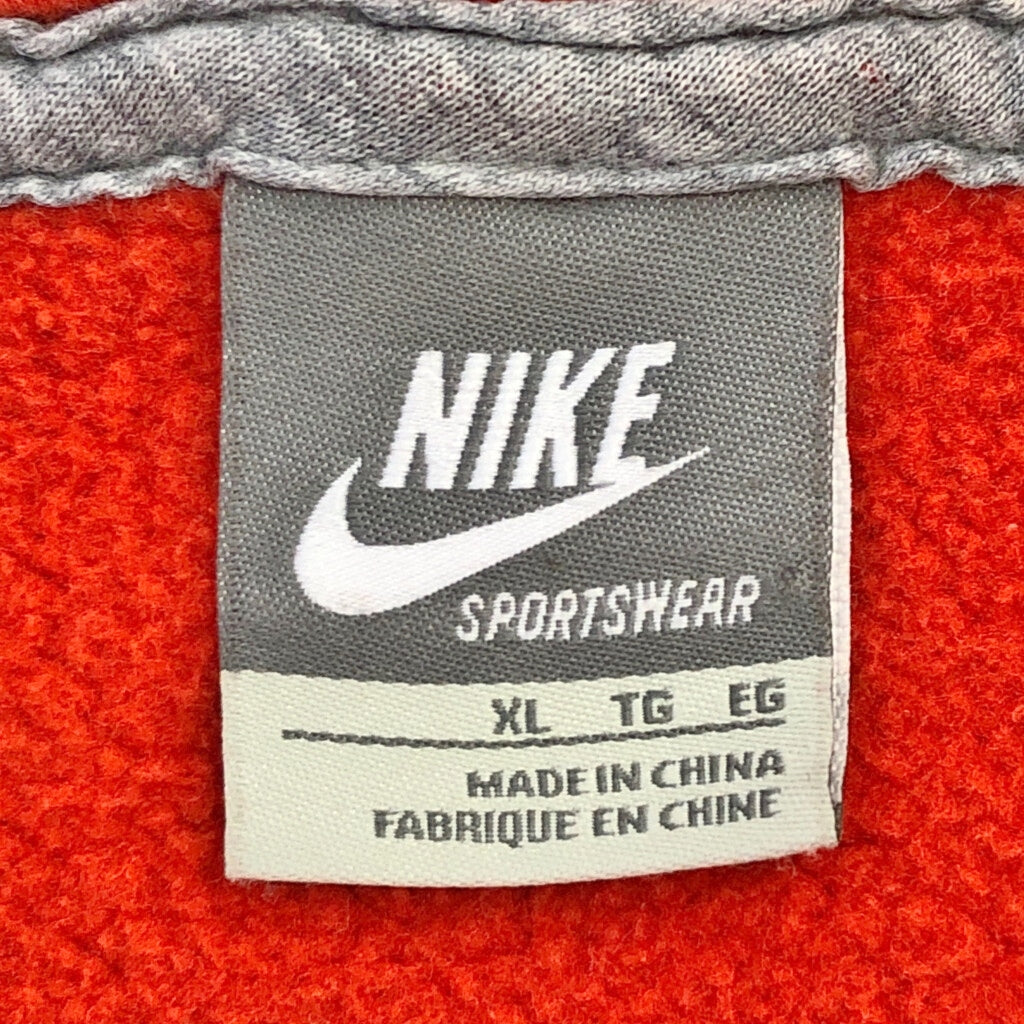 NIKE
SPORTSWEAR
XL TG EG
MADE IN CHINA
FABRIQUE EN CHINE